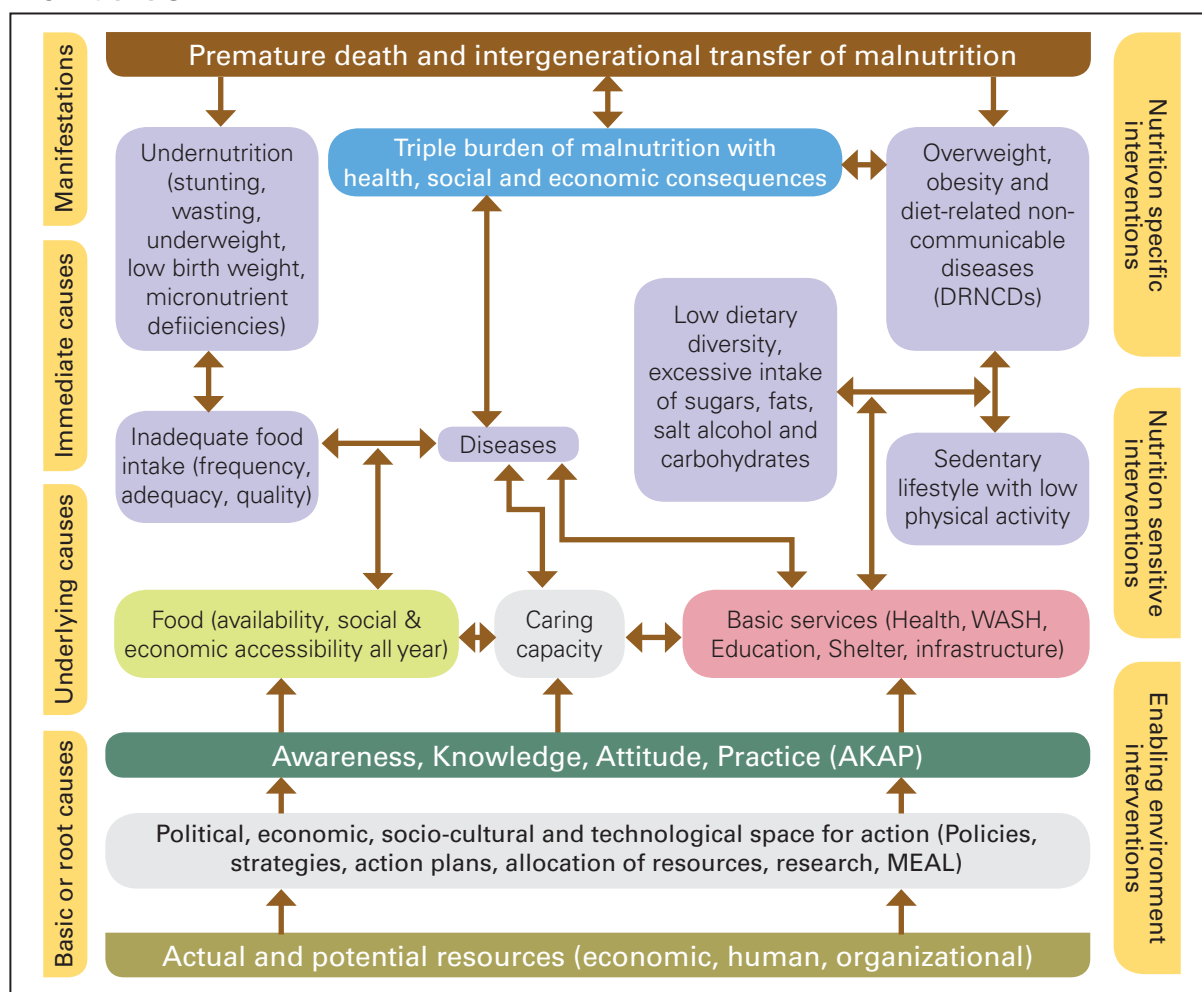 Premature death and intergenerational transfer of malnutrition
Manifestations
Immediate causes
Underlying causes
Basic or root causes
Undernutrition
(stunting,
wasting,
underweight,
low birth weight,
micronutrient
defiiciencies)
Triple burden of malnutrition with
health, social and economic consequences
Overweight,
obesity and
diet-related non-
communicable
diseases
(DRNCDs)
Low dietary
diversity,
excessive intake
of sugars, fats,
salt alcohol and
carbohydrates
Inadequate food
intake (frequency,
adequacy, quality)
Diseases
Sedentary
lifestyle with low
physical activity
Food (availability, social &
economic accessibility all year)
Caring
capacity
Basic services (Health, WASH,
Education, Shelter, infrastructure)
Awareness, Knowledge, Attitude, Practice (AKAP)
Political, economic, socio-cultural and technological space for action (Policies,
strategies, action plans, allocation of resources, research, MEAL)
Actual and potential resources (economic, human, organizational)
Nutrition specific
interventions
Nutrition sensitive
interventions
Enabling environment
interventions